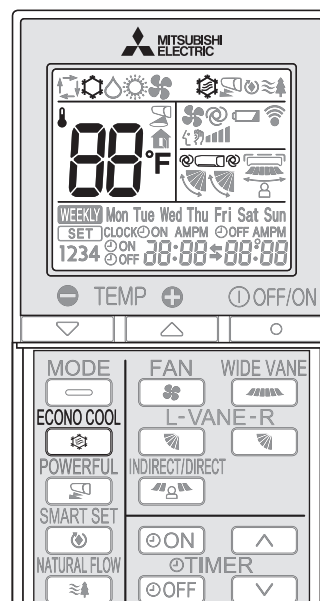 MITSUBISHI
ELECTRIC
88°F
WEEKLY Mon Tue Wed Thu Fri Sat Sun
SET CLOCK ON AMPM OFF AMPM
1234 ON OFF 88:88 88:88
TEMP OFF/ON
MODE FAN WIDE VANE
ECONO COOL L-VANE-R
POWERFUL INDIRECT/DIRECT
SMART SET
ON
NATURAL FLOW TIMER
OFF